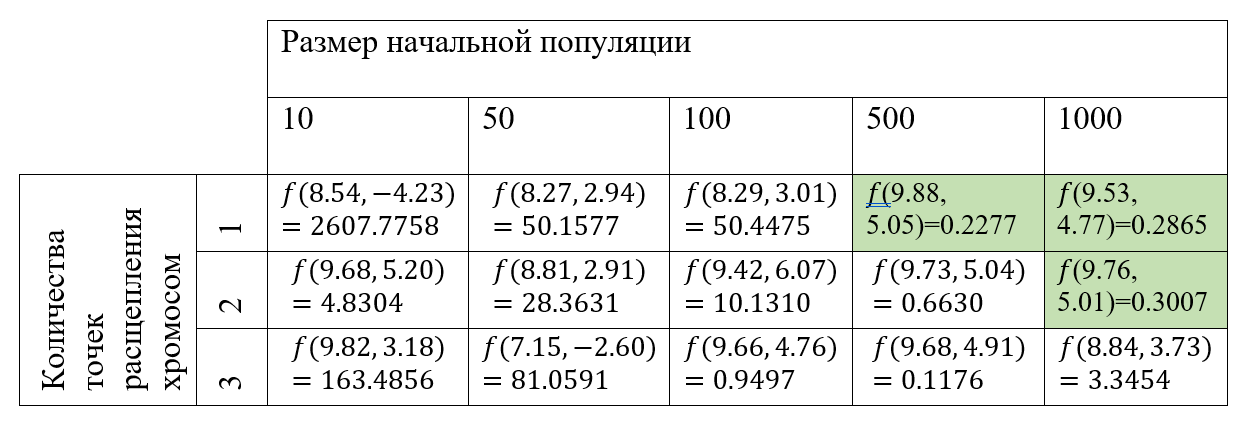 Размер начальной популяции
10 50 100 500 1000
Количества
точек
расщепления
хромосом
1
𝑓(8.54, −4.23)
= 2607.7758
𝑓(8.27, 2.94)
= 50.1577
𝑓(8.29, 3.01)
= 50.4475
f(9.88,
5.05)=0.2277
f(9.53,
4.77)=0.2865
2
𝑓(9.68, 5.20)
= 4.8304
𝑓(8.81, 2.91)
= 28.3631
𝑓(9.42, 6.07)
= 10.1310
𝑓(9.73, 5.04)
= 0.6630
f(9.76,
5.01)=0.3007
3
𝑓(9.82, 3.18)
= 163.4856
𝑓(7.15, −2.60)
= 81.0591
𝑓(9.66, 4.76)
= 0.9497
𝑓(9.68, 4.91)
= 0.1176
𝑓(8.84, 3.73)
= 3.3454